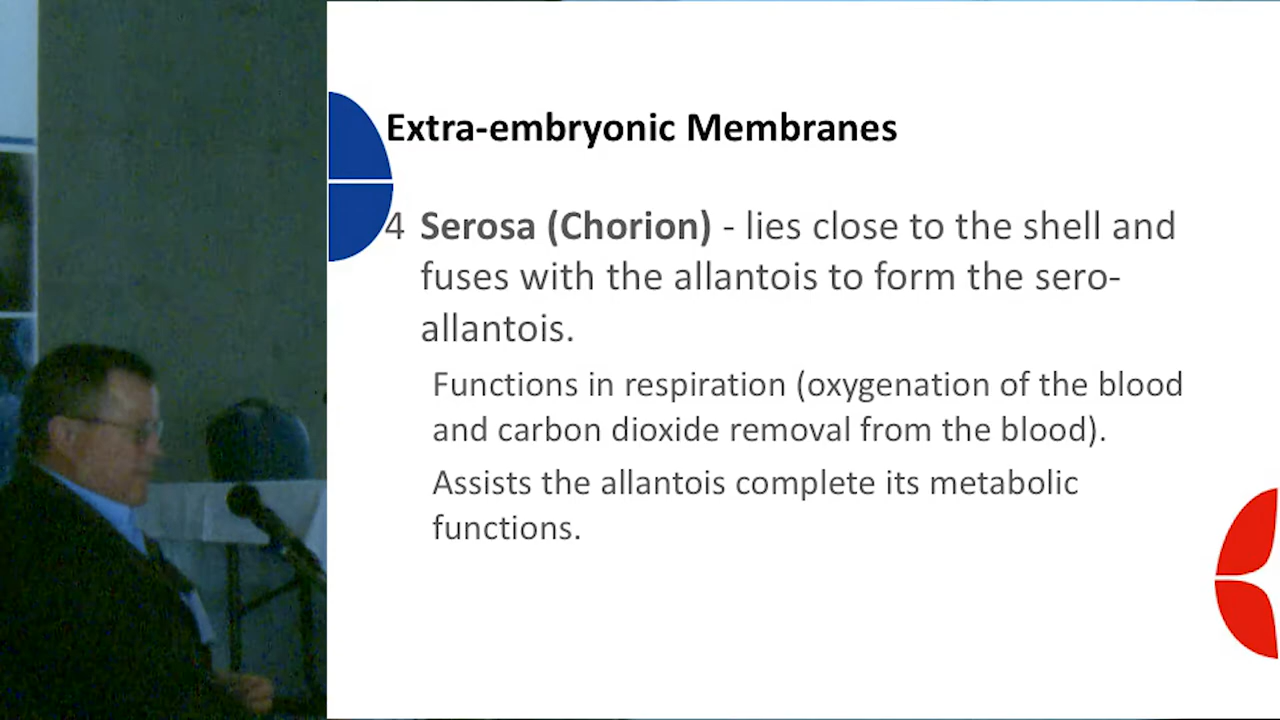 Extra-embryonic Membranes
4 Serosa (Chorion) - lies close to the shell and
fuses with the allantois to form the sero-
allantois.
Functions in respiration (oxygenation of the blood
and carbon dioxide removal from the blood).
Assists the allantois complete its metabolic
functions.